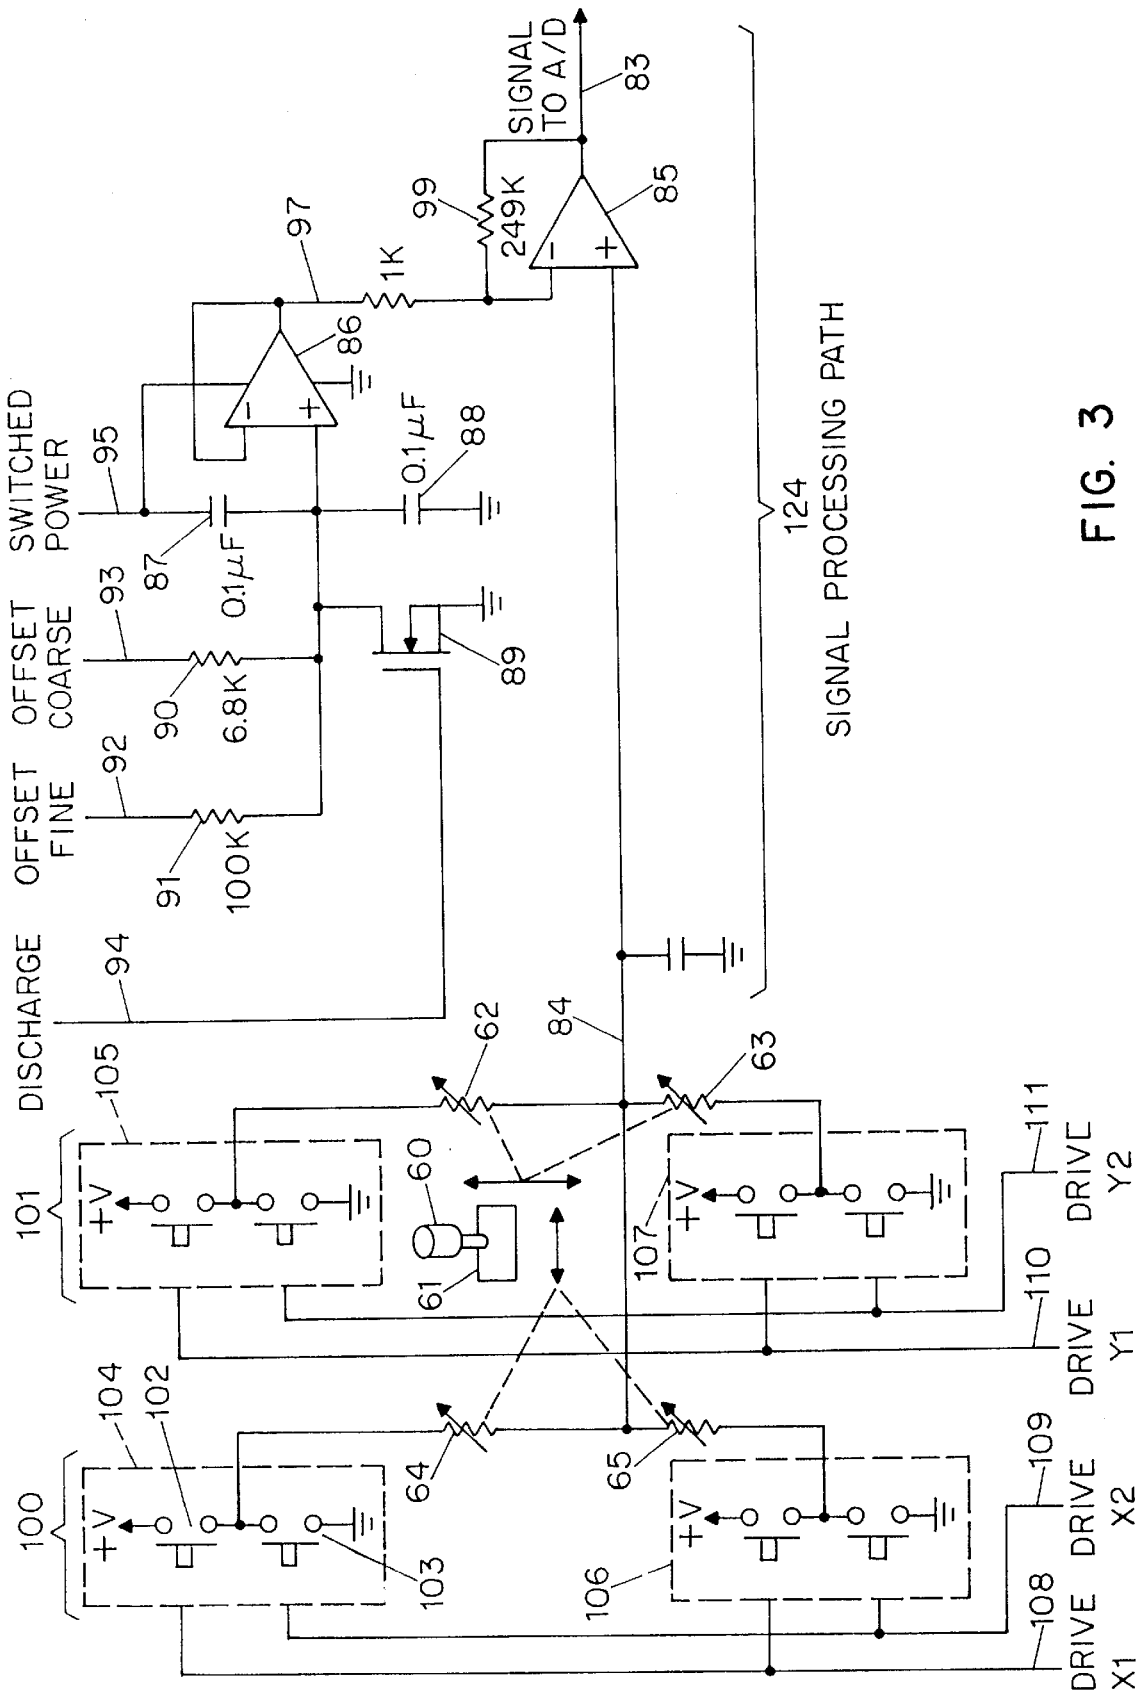 DISCHARGE
OFFSET
FINE
OFFSET
COARSE
SWITCHED
POWER
94
92
93
95
91
100K
90
6.8K
87
0.1µF
0.1µF
88
89
86
97
1K
99
249K
85
83
SIGNAL
TO A/D
100
104
102
103
101
105
+V
+V
60
61
62
63
64
65
84
106
107
+V
+V
108
109
110
111
DRIVE
X1
DRIVE
X2
DRIVE
Y1
DRIVE
Y2
124
SIGNAL PROCESSING PATH
FIG. 3